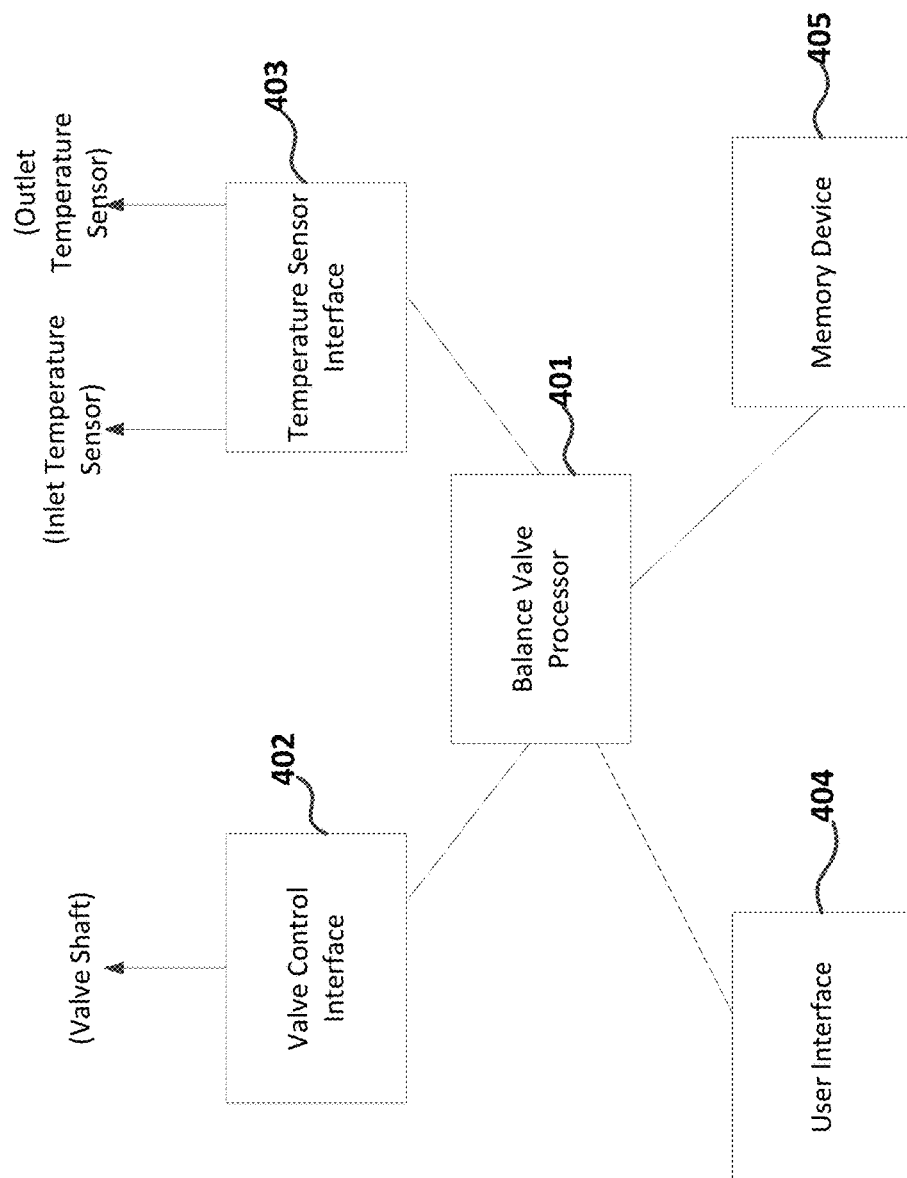 (Valve Shaft)
(Inlet Temperature
Sensor)
(Outlet
Temperature
Sensor)
402
Valve Control
Interface
403
Temperature Sensor
Interface
401
Balance Valve
Processor
404
User Interface
405
Memory Device